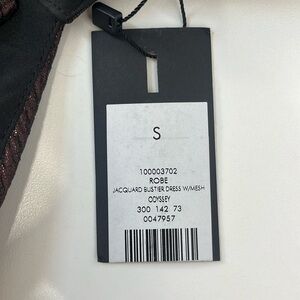 S
100003702
ROBE
JACQUARD BUSTIER DRESS W/MESH
ODYSSEY
300 142 73
0047957